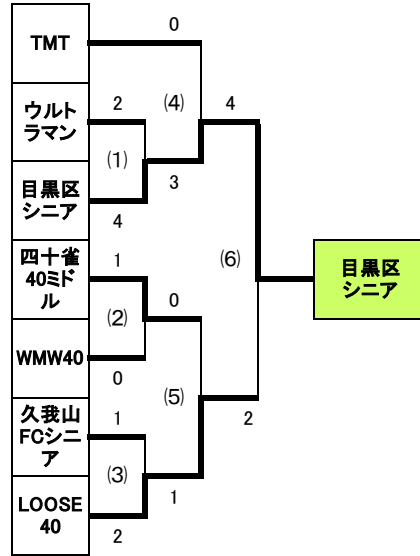 TMT
0
ウルト
ラマン
2
(4)
4
(1)
目黒区
シニア
3
4
四十雀
40ミド
ル
1
(6)
目黒区
シニア
0
(2)
WMW40
0
(5)
2
久我山
FCシニ
ア
1
(3)
LOOSE
40
1
2